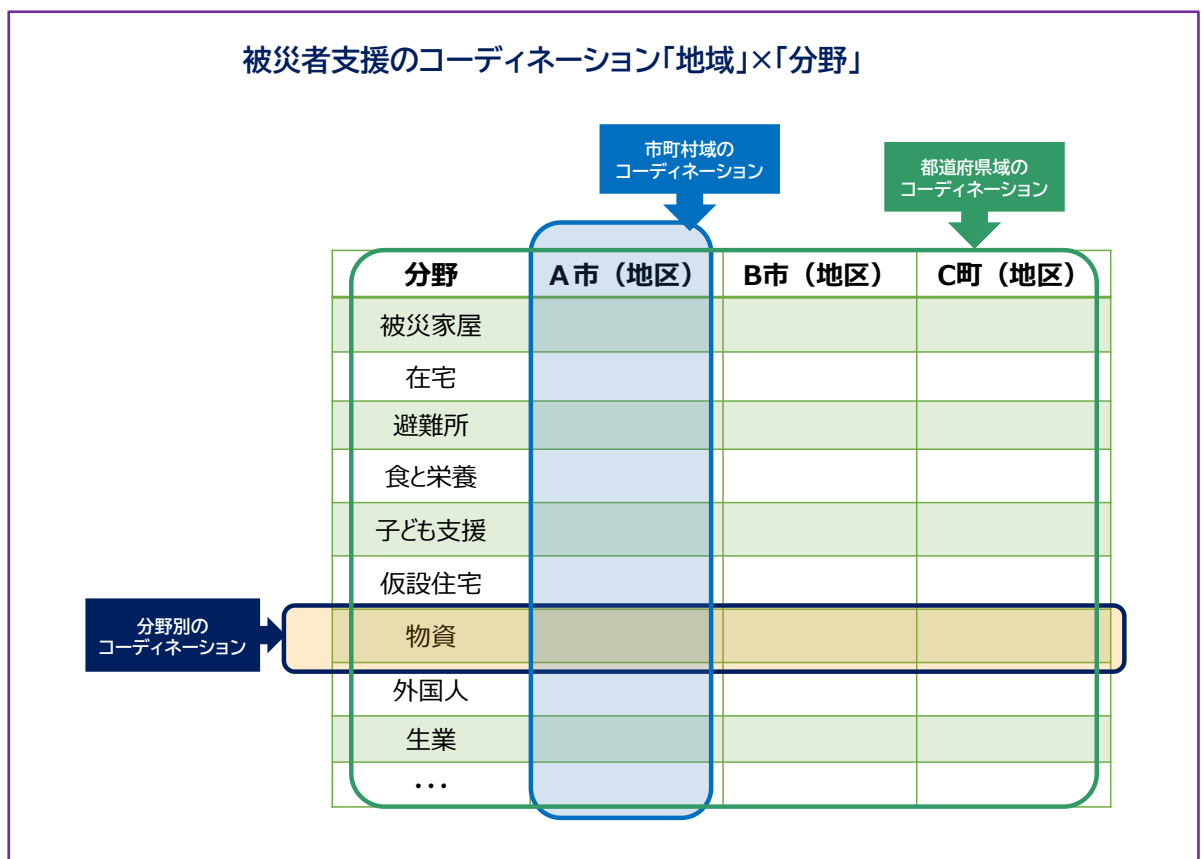 被災者支援のコーディネーション「地域」×「分野」
市町村域の
コーディネーション
都道府県域の
コーディネーション
分野 A市（地区） B市（地区） C町（地区）
被災家屋
在宅
避難所
食と栄養
子ども支援
仮設住宅
分野別の
コーディネーション
物資
外国人
生業
・・・